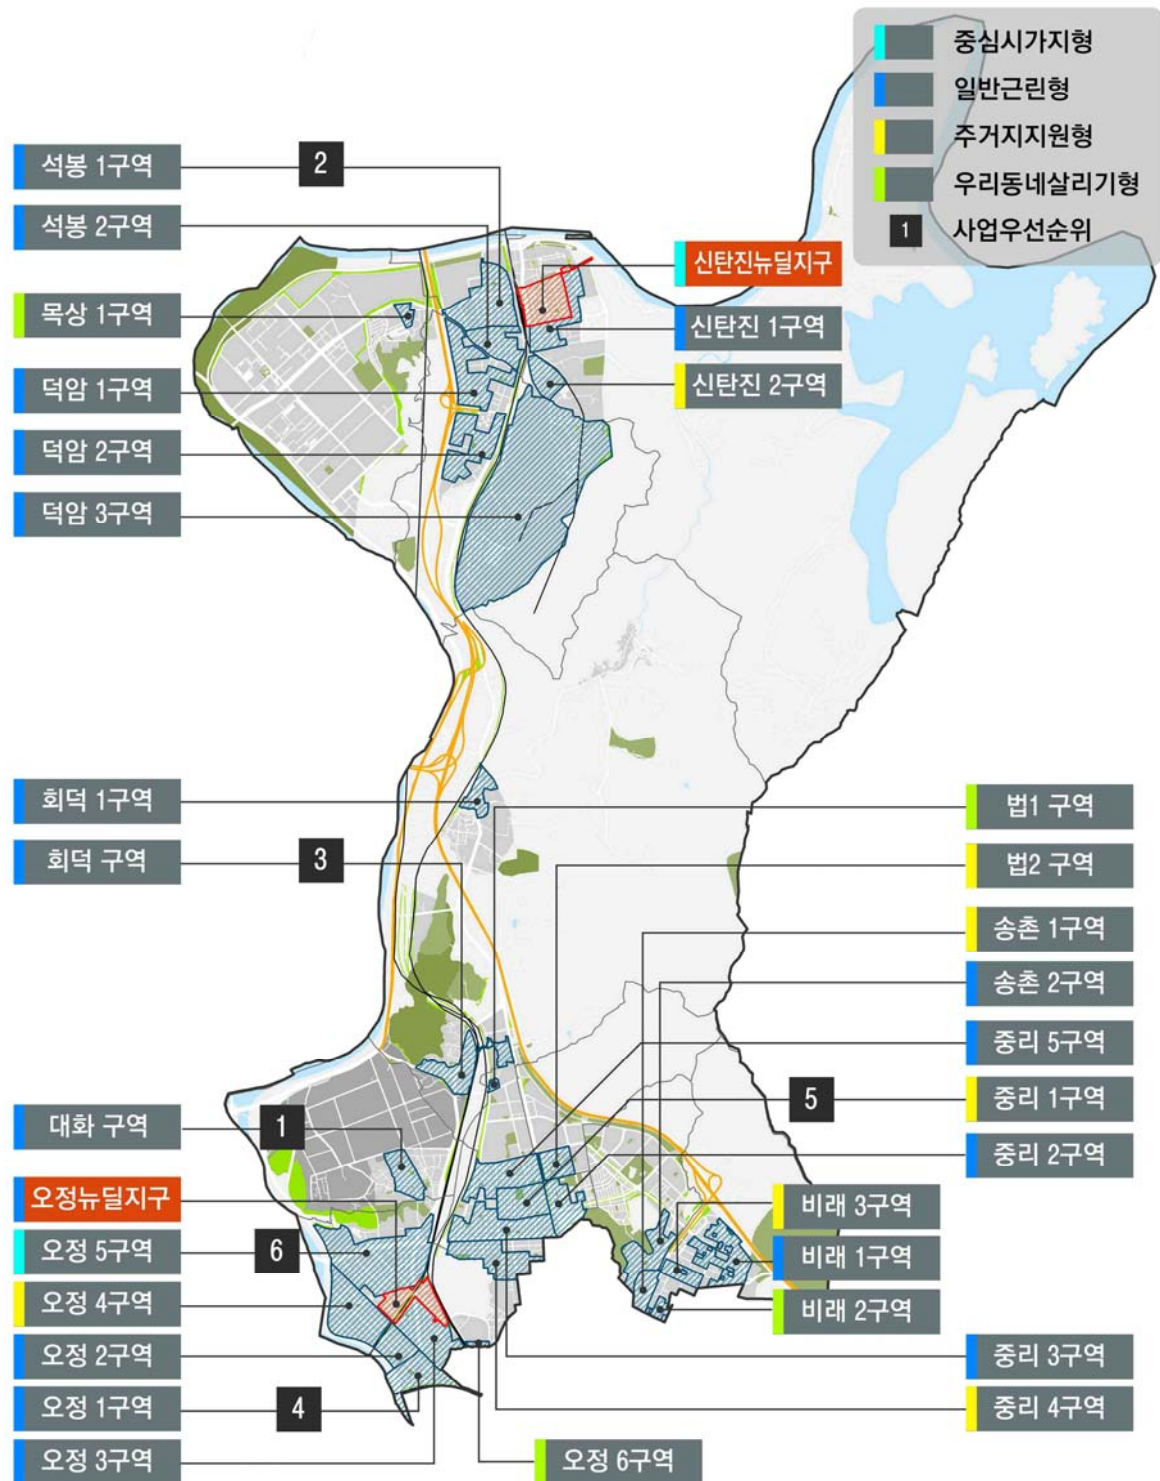 중심시가지형
일반근린형
주거지지원형
우리동네살리기형
1 사업우선순위
석봉 1구역
2
석봉 2구역
목상 1구역
덕암 1구역
덕암 2구역
덕암 3구역
신탄진뉴딜지구
신탄진 1구역
신탄진 2구역
회덕 1구역
회덕 구역
3
법1 구역
법2 구역
송촌 1구역
송촌 2구역
중리 5구역
중리 1구역
5
중리 2구역
대화 구역
1
오정뉴딜지구
오정 5구역
6
오정 4구역
오정 2구역
오정 1구역
4
오정 3구역
오정 6구역
비래 3구역
비래 1구역
비래 2구역
중리 3구역
중리 4구역